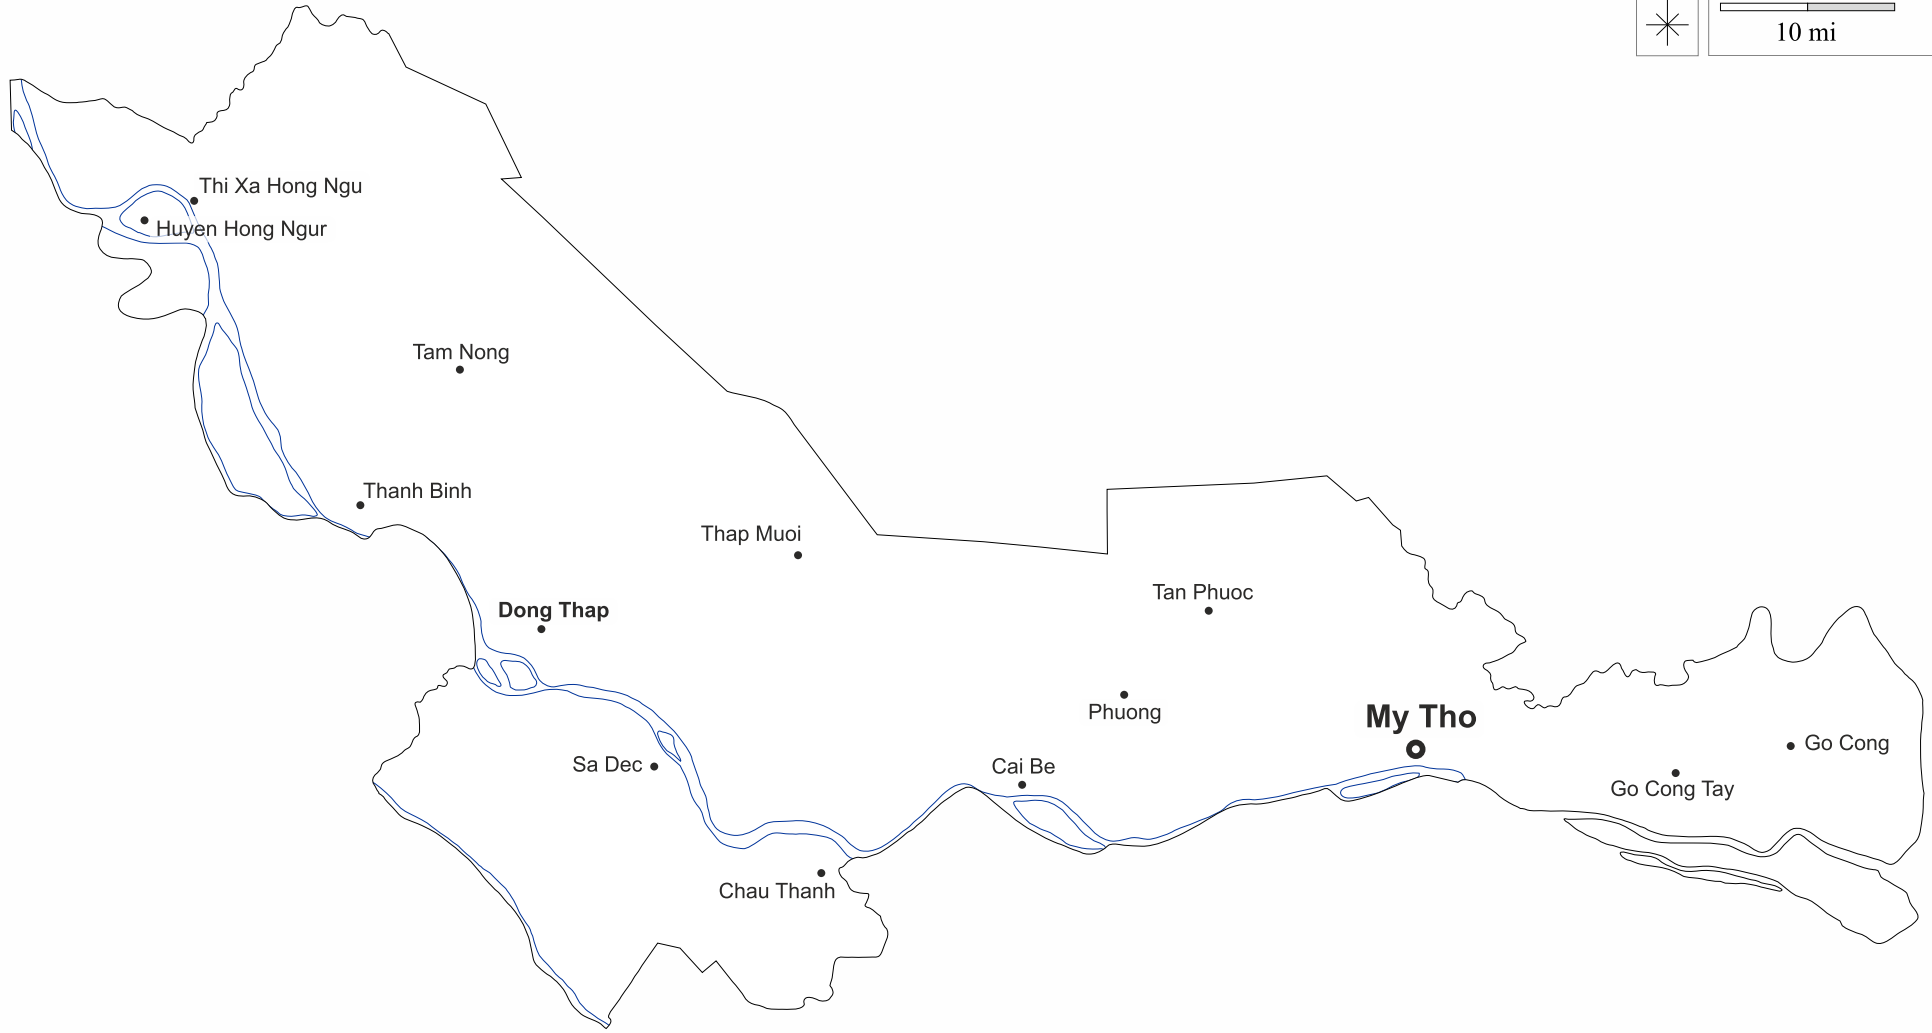 10 mi
Thi Xa Hong Ngu
Huyen Hong Ngur
Tam Nong
Thanh Binh
Thap Muoi
Tan Phuoc
Dong Thap
Phuong
My Tho
Go Cong
Sa Dec
Cai Be
Go Cong Tay
Chau Thanh